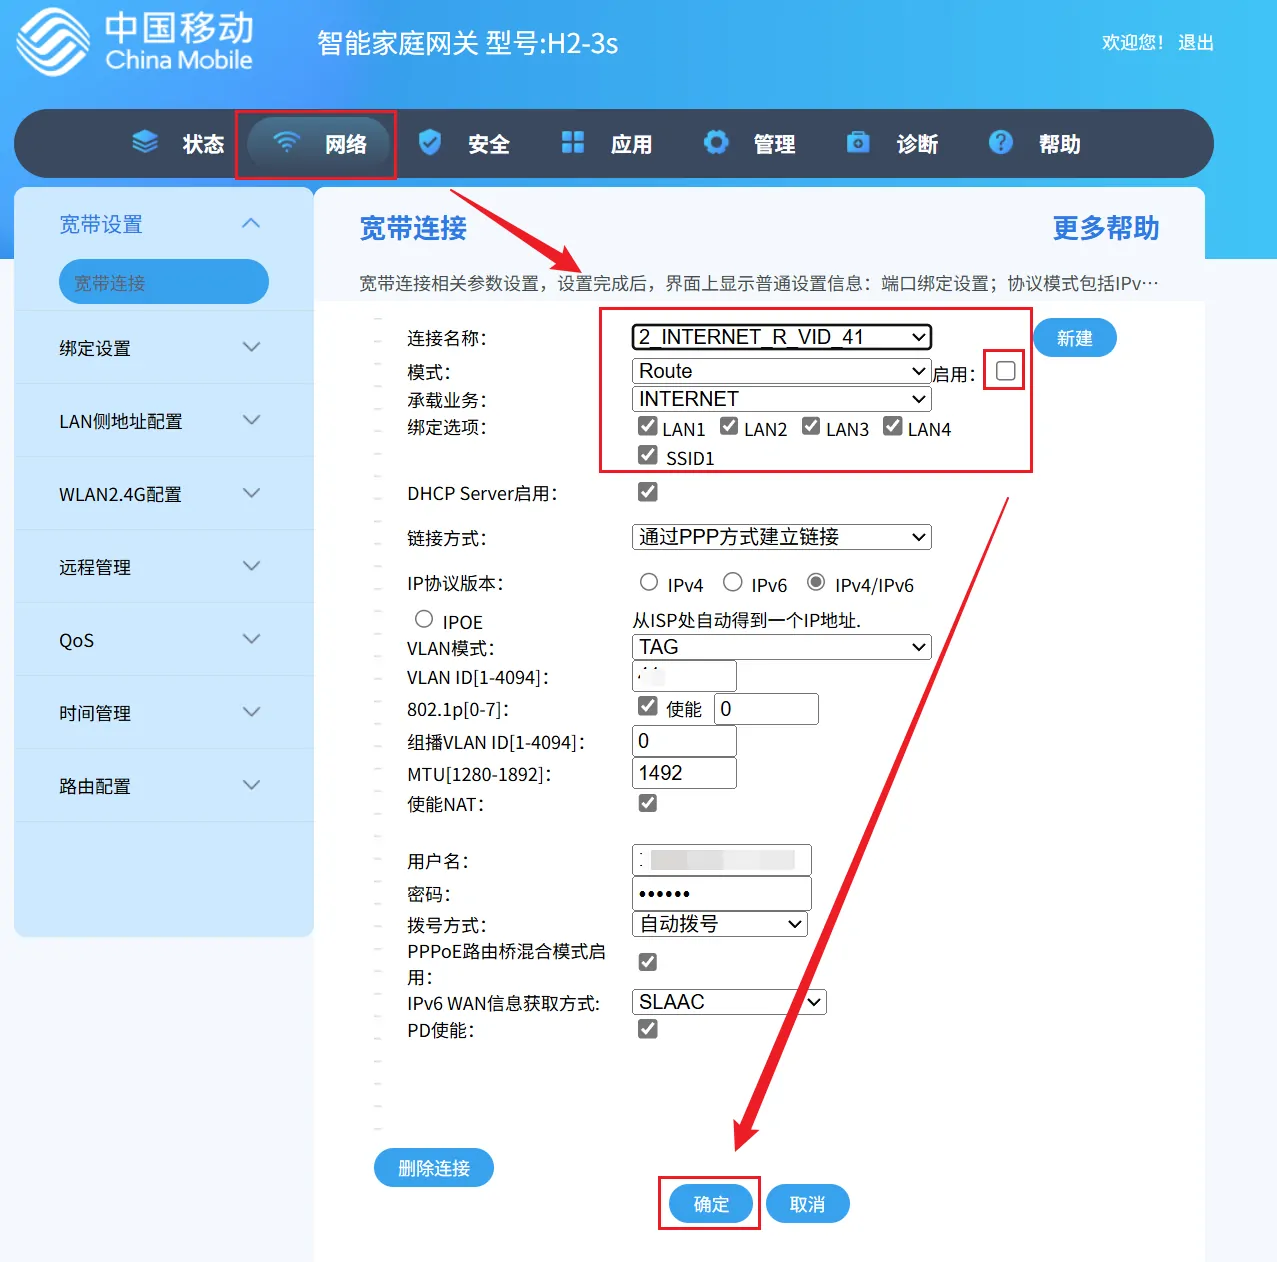 中国移动
China Mobile
智能家庭网关 型号:H2-3s
欢迎您! 退出
状态 网络 安全 应用 管理 诊断 帮助
宽带设置
宽带连接
绑定设置
LAN侧地址配置
WLAN2.4G配置
远程管理
QoS
时间管理
路由配置
宽带连接 更多帮助
宽带连接相关参数设置,设置完成后,界面上显示普通设置信息:端口绑定设置;协议模式包括IPv…
连接名称: 2_INTERNET_R_VID_41 新建
模式: Route 启用:
承载业务: INTERNET
绑定选项: LAN1 LAN2 LAN3 LAN4
SSID1
DHCP Server启用:
链接方式: 通过PPP方式建立链接
IP协议版本: IPv4 IPv6 IPv4/IPv6
IPOE 从ISP处自动得到一个IP地址.
VLAN模式: TAG
VLAN ID[1-4094]:
802.1p[0-7]: 使能 0
组播VLAN ID[1-4094]: 0
MTU[1280-1892]: 1492
使能NAT:
用户名:
密码: ••••••
拨号方式: 自动拨号
PPPoE路由桥混合模式启
用:
IPv6 WAN信息获取方式: SLAAC
PD使能:
删除连接
确定 取消